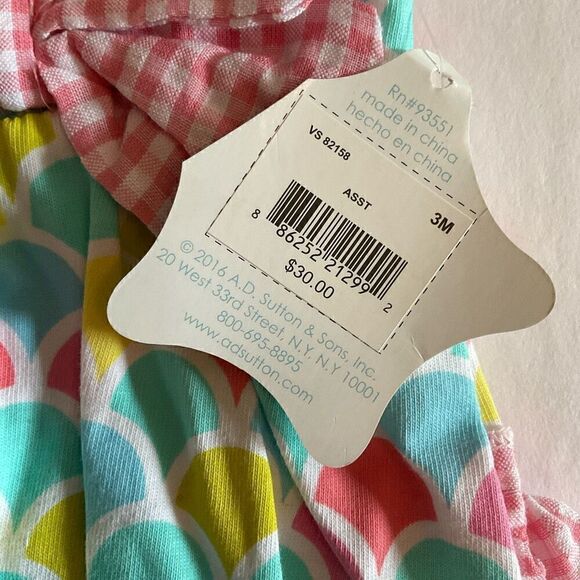 Rn#93551
made in china
hecho en china
VS 82158
ASST
3M
8 86252 21299 2
$30.00
© 2016 A.D. Sutton & Sons, Inc.
20 West 33rd Street, N.Y. N.Y 10001
800-695-8895
www.adsutton.com